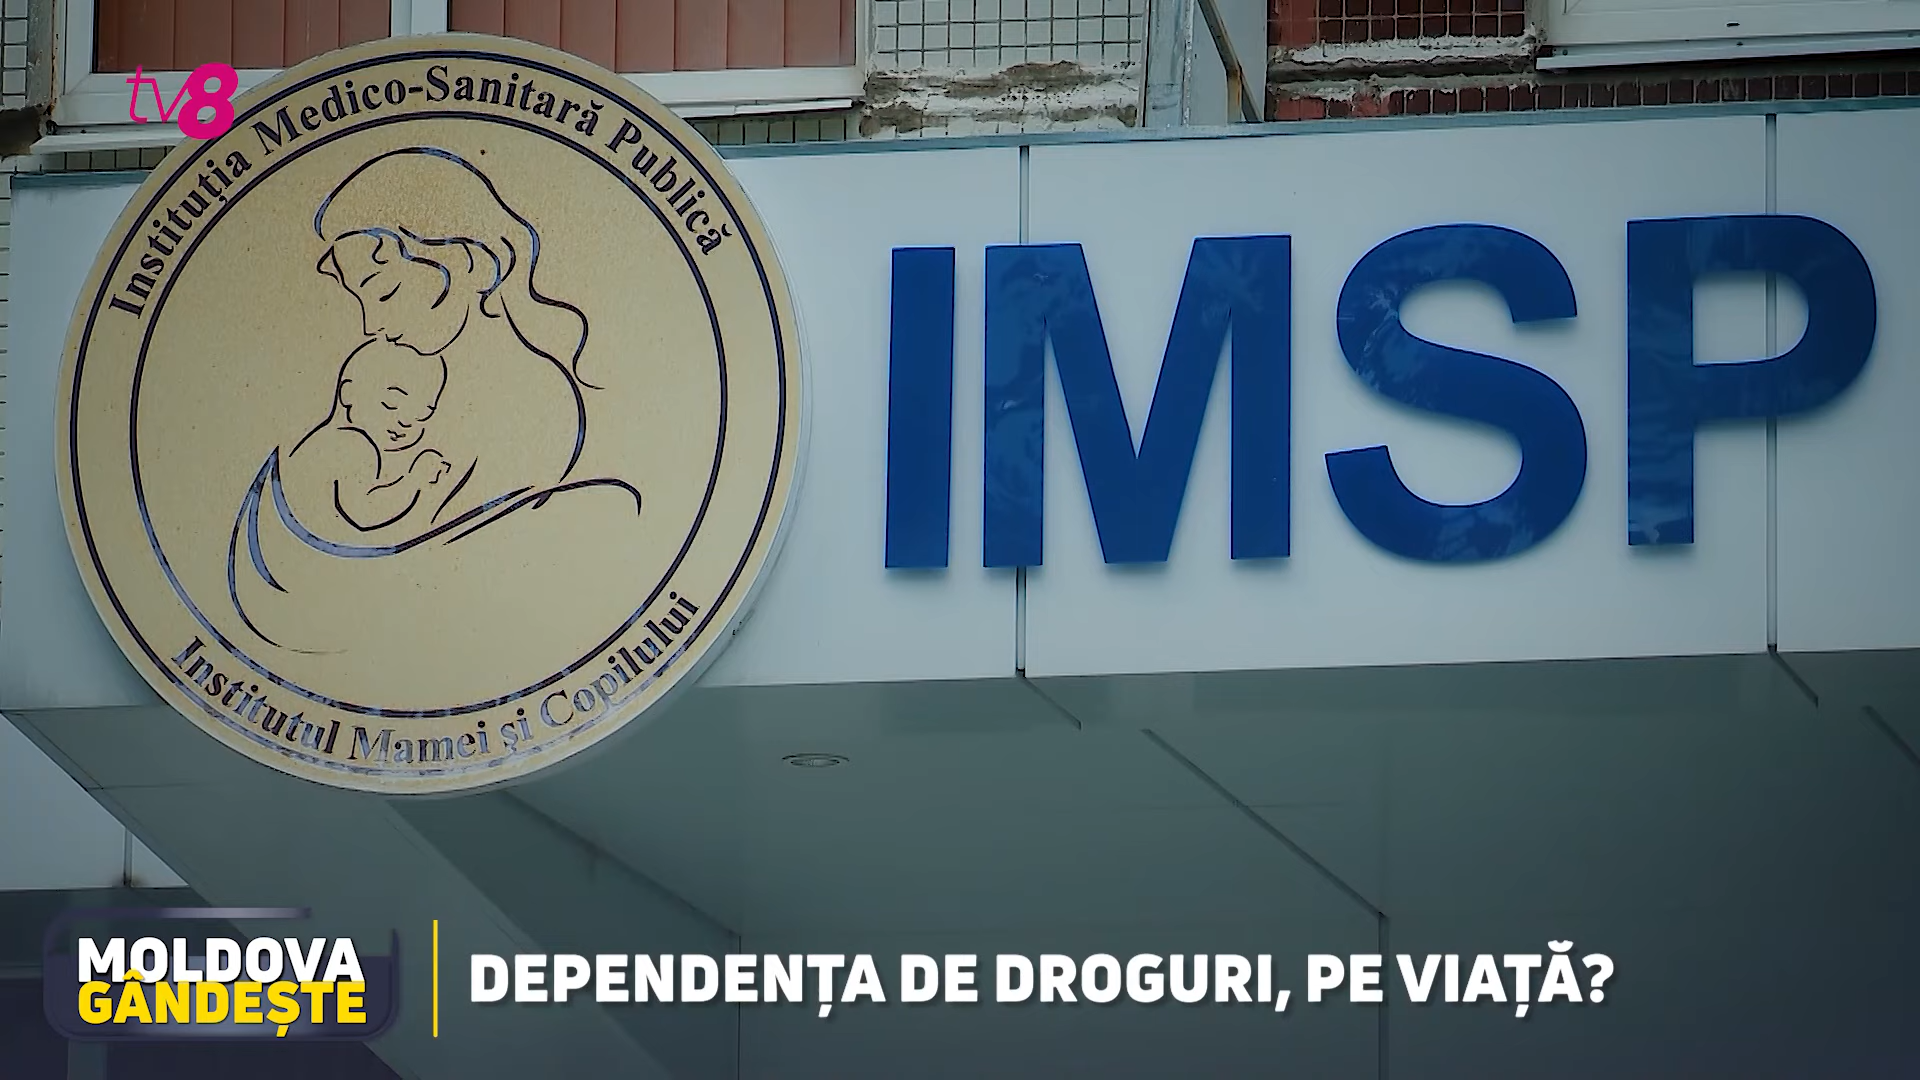 tv8
Instituția Medico-Sanitară Publică
Institutul Mamei și Copilului
IMSP
MOLDOVA
GÂNDEȘTE
DEPENDENȚA DE DROGURI, PE VIAȚĂ?